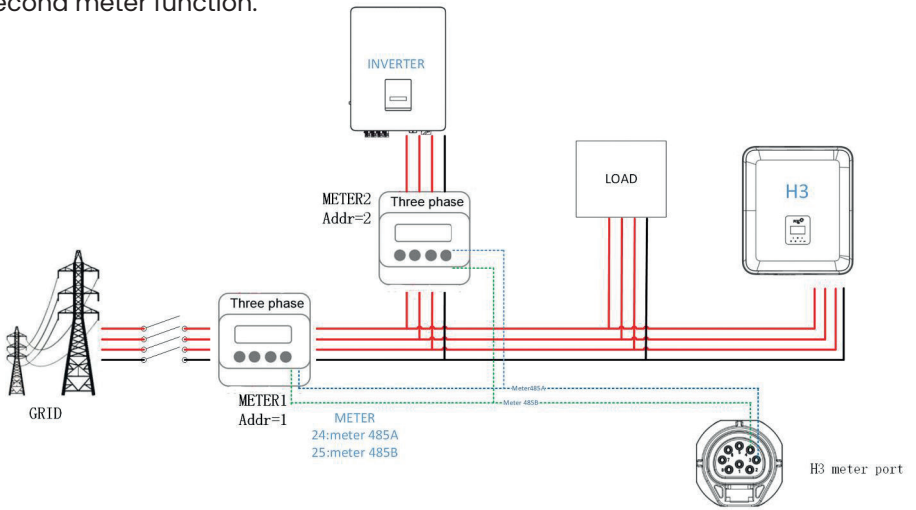 econd meter function.
INVERTER
METER2
Addr=2
Three phase
LOAD
H3
Three phase
GRID
METER1
Addr=1
METER
24:meter 485A
25:meter 485B
Meter485A
Meter 485B
H3 meter port